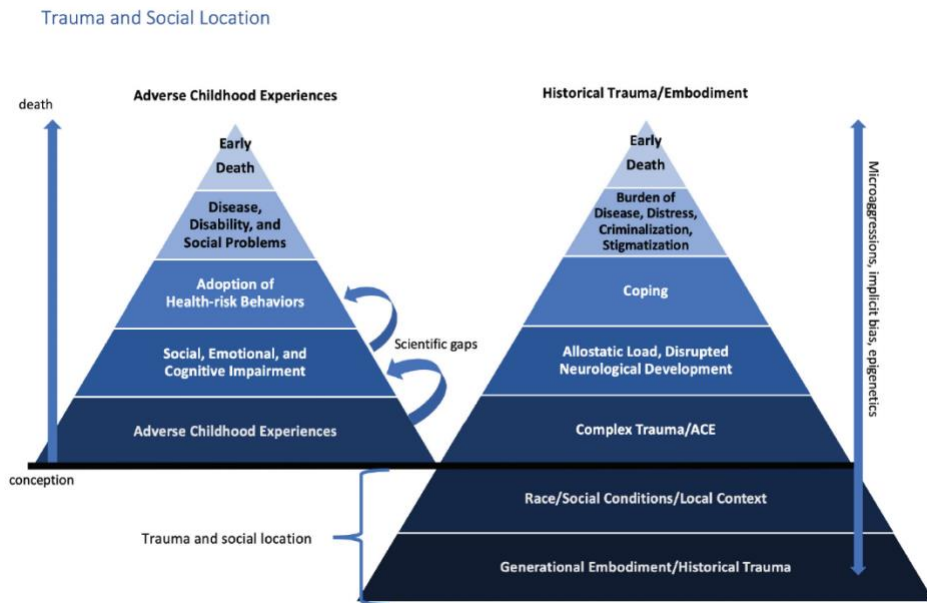 Trauma and Social Location
Adverse Childhood Experiences
Historical Trauma/Embodiment
death
Early
Death
Disease,
Disability, and
Social Problems
Adoption of
Health-risk Behaviors
Social, Emotional, and
Cognitive Impairment
Adverse Childhood Experiences
Scientific gaps
conception
Early
Death
Burden of
Disease, Distress,
Criminalization,
Stigmatization
Coping
Allostatic Load, Disrupted
Neurological Development
Complex Trauma/ACE
Race/Social Conditions/Local Context
Generational Embodiment/Historical Trauma
Trauma and social location
Microaggressions, implicit bias, epigenetics